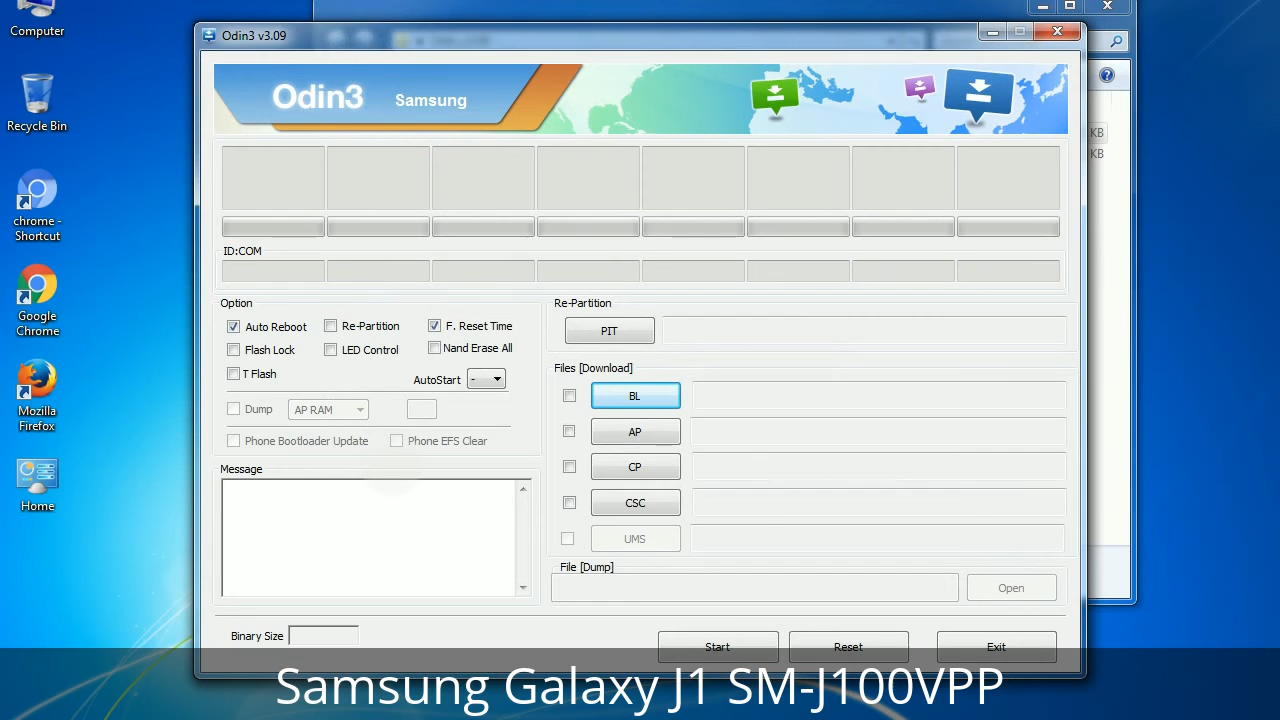 Computer
Recycle Bin
chrome -
Shortcut
Google
Chrome
Mozilla
Firefox
Home
Odin3 v3.09
Odin3 Samsung
KB
KB
ID:COM
Option
Auto Reboot Re-Partition F. Reset Time
Flash Lock LED Control Nand Erase All
T Flash
AutoStart -
Dump AP RAM
Phone Bootloader Update Phone EFS Clear
Message
Re-Partition
PIT
Files [Download]
BL
AP
CP
CSC
UMS
File [Dump]
Open
Binary Size
Start Reset Exit
Samsung Galaxy J1 SM-J100VPP